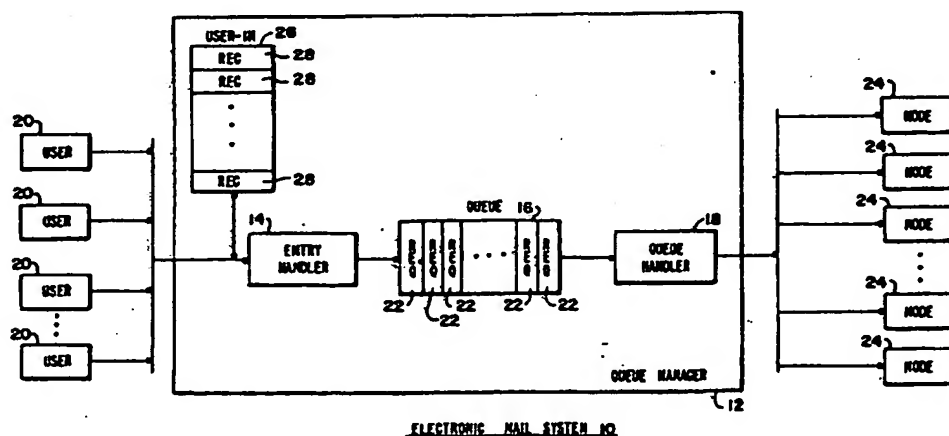 USER-IN 26
REC 28
REC 28
REC 28
20 USER
20 USER
20 USER
20 USER
14
ENTRY HANDLER
QUEUE 16
REQ REQ REQ REQ REQ
22 22 22 22 22
18
QUEUE HANDLER
24 NODE
24 NODE
24 NODE
24 NODE
24 NODE
QUEUE MANAGER
12
ELECTRONIC MAIL SYSTEM 10